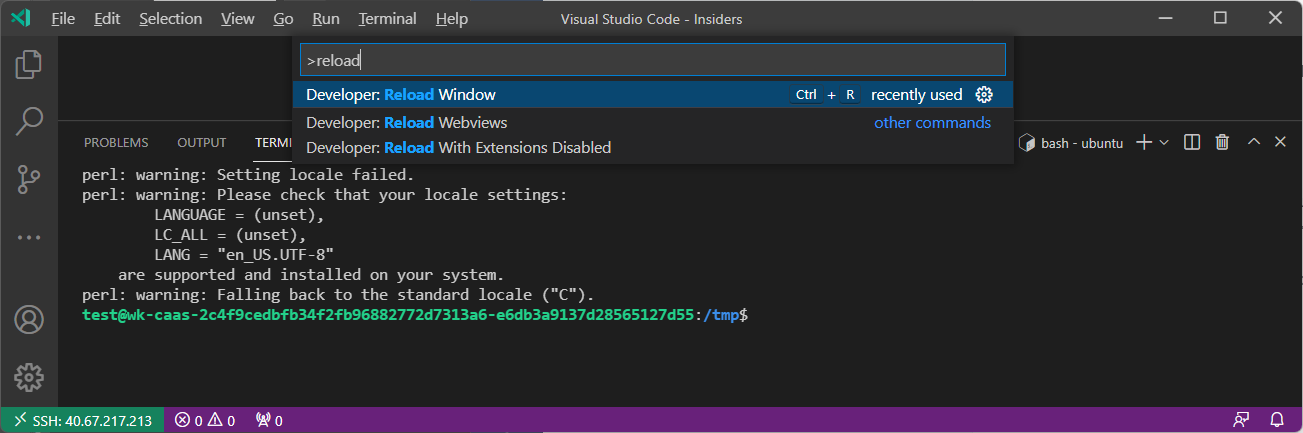 File Edit Selection View Go Run Terminal Help Visual Studio Code - Insiders
>reload
Developer: Reload Window Ctrl + R recently used
Developer: Reload Webviews other commands
Developer: Reload With Extensions Disabled
PROBLEMS OUTPUT bash - ubuntu
perl: warning: Setting locale failed.
perl: warning: Please check that your locale settings:
LANGUAGE = (unset),
LC_ALL = (unset),
LANG = "en_US.UTF-8"
are supported and installed on your system.
perl: warning: Falling back to the standard locale ("C").
test@wk-caas-2c4f9cedbfb34f2fb96882772d7313a6-e6db3a9137d28565127d55:/tmp$
SSH: 40.67.217.213 0 0 0